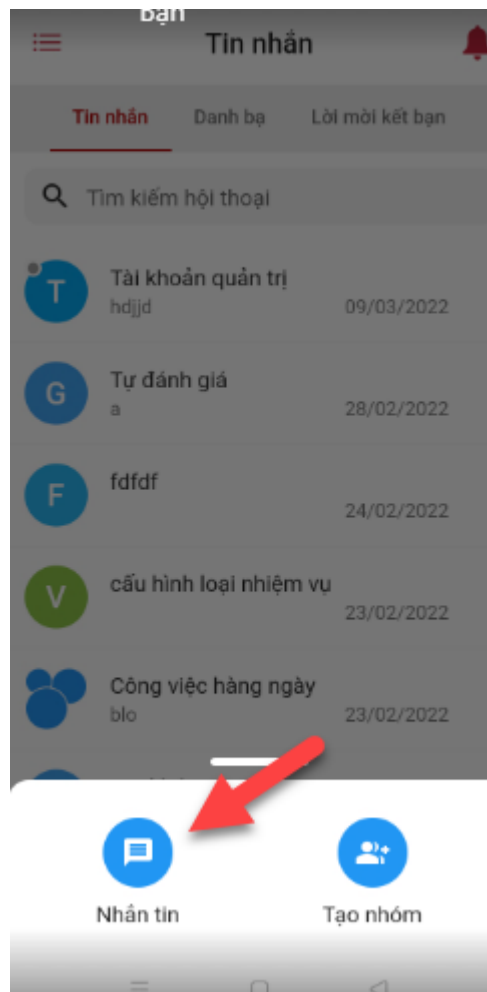 bạn
Tin nhắn
Tin nhắn Danh bạ Lời mời kết bạn
Tìm kiếm hội thoại
T
Tài khoản quản trị
hdjjd 09/03/2022
G
Tự đánh giá
a 28/02/2022
F
fdfdf
24/02/2022
V
cấu hình loại nhiệm vụ
23/02/2022
Công việc hàng ngày
blo 23/02/2022
Nhắn tin Tạo nhóm